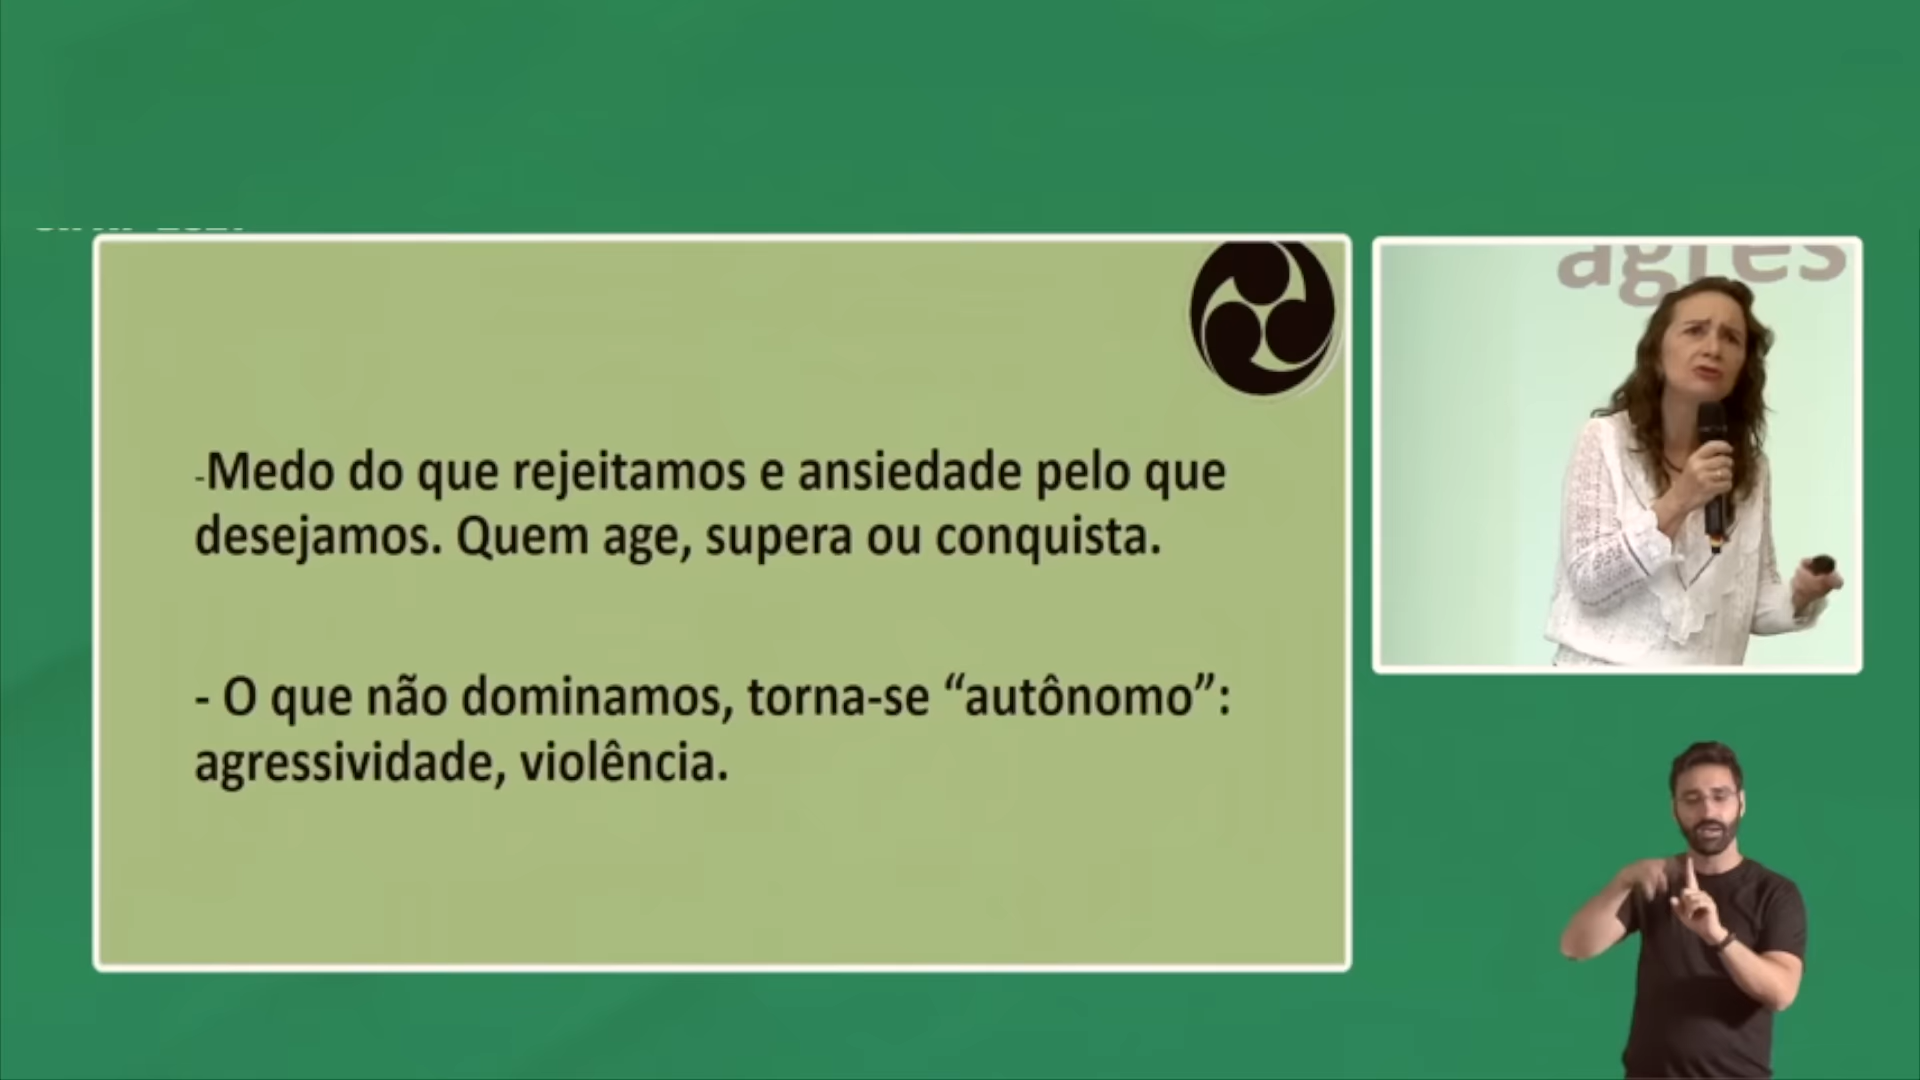 -Medo do que rejeitamos e ansiedade pelo que
desejamos. Quem age, supera ou conquista.
- O que não dominamos, torna-se “autônomo”:
agressividade, violência.
agres